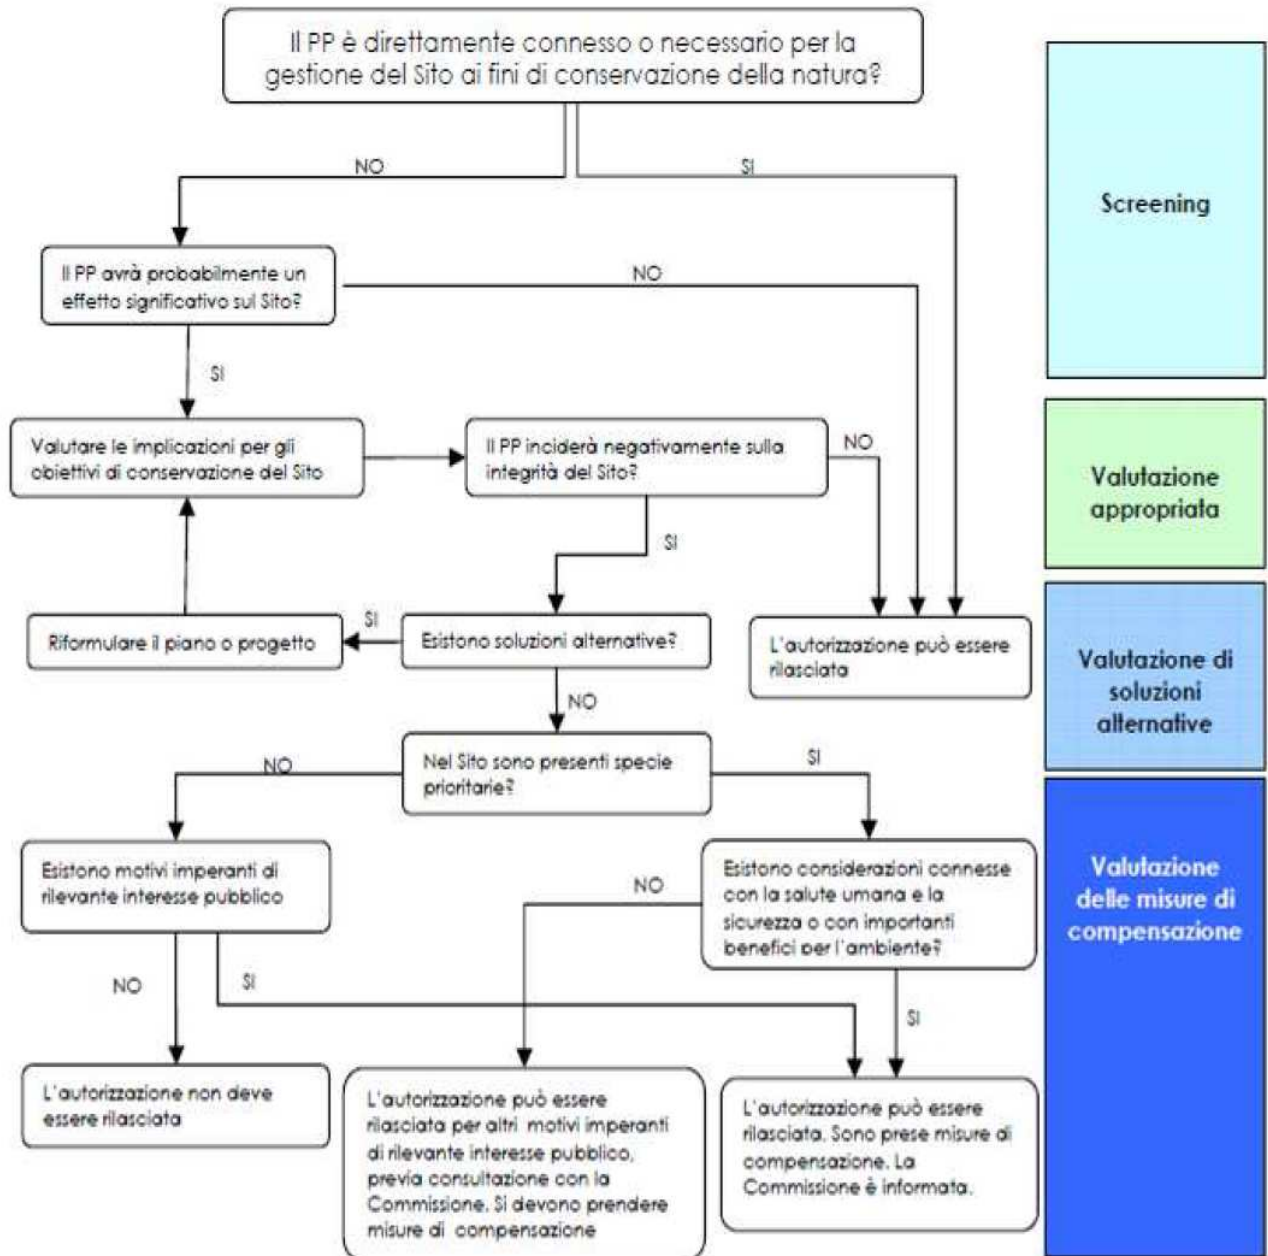 Il PP è direttamente connesso o necessario per la
gestione del Sito ai fini di conservazione della natura?
NO
SI
Screening
Il PP avrà probabilmente un
effetto significativo sul Sito?
NO
SI
Valutare le implicazioni per gli
obiettivi di conservazione del Sito
Il PP inciderà negativamente sulla
integrità del Sito?
NO
Valutazione
appropriata
SI
Riformulare il piano o progetto
SI
Esistono soluzioni alternative?
L'autorizzazione può essere
rilasciata
Valutazione di
soluzioni
alternative
NO
Nel Sito sono presenti specie
prioritarie?
NO
SI
Esistono motivi imperanti di
rilevante interesse pubblico
NO
Esistono considerazioni connesse
con la salute umana e la
sicurezza o con importanti
benefici per l'ambiente?
Valutazione
delle misure di
compensazione
NO
SI
SI
L'autorizzazione non deve
essere rilasciata
L'autorizzazione può essere
rilasciata per altri motivi imperanti
di rilevante interesse pubblico,
previa consultazione con la
Commissione. Si devono prendere
misure di compensazione
L'autorizzazione può essere
rilasciata. Sono prese misure di
compensazione. La
Commissione è informata.